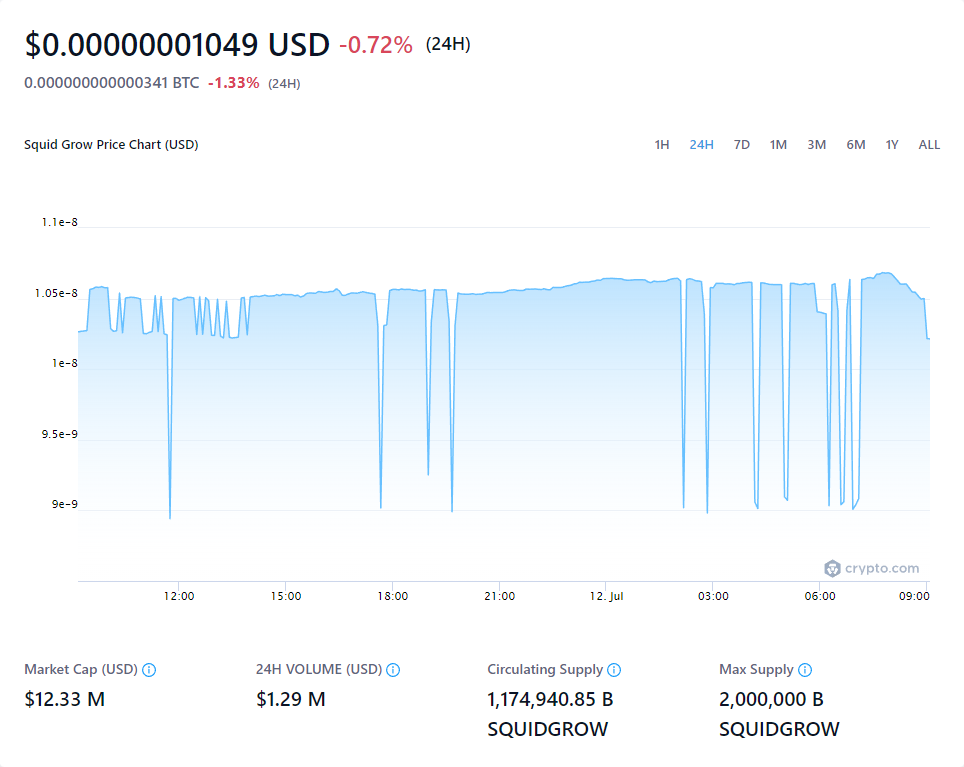 $0.00000001049 USD -0.72% (24H)
0.000000000000341 BTC -1.33% (24H)
Squid Grow Price Chart (USD) 1H 24H 7D 1M 3M 6M 1Y ALL
1.1e-8
1.05e-8
1e-8
9.5e-9
9e-9
crypto.com
12:00 15:00 18:00 21:00 12. Jul 03:00 06:00 09:00
Market Cap (USD) 24H VOLUME (USD) Circulating Supply Max Supply
$12.33 M $1.29 M 1,174,940.85 B 2,000,000 B
SQUIDGROW SQUIDGROW